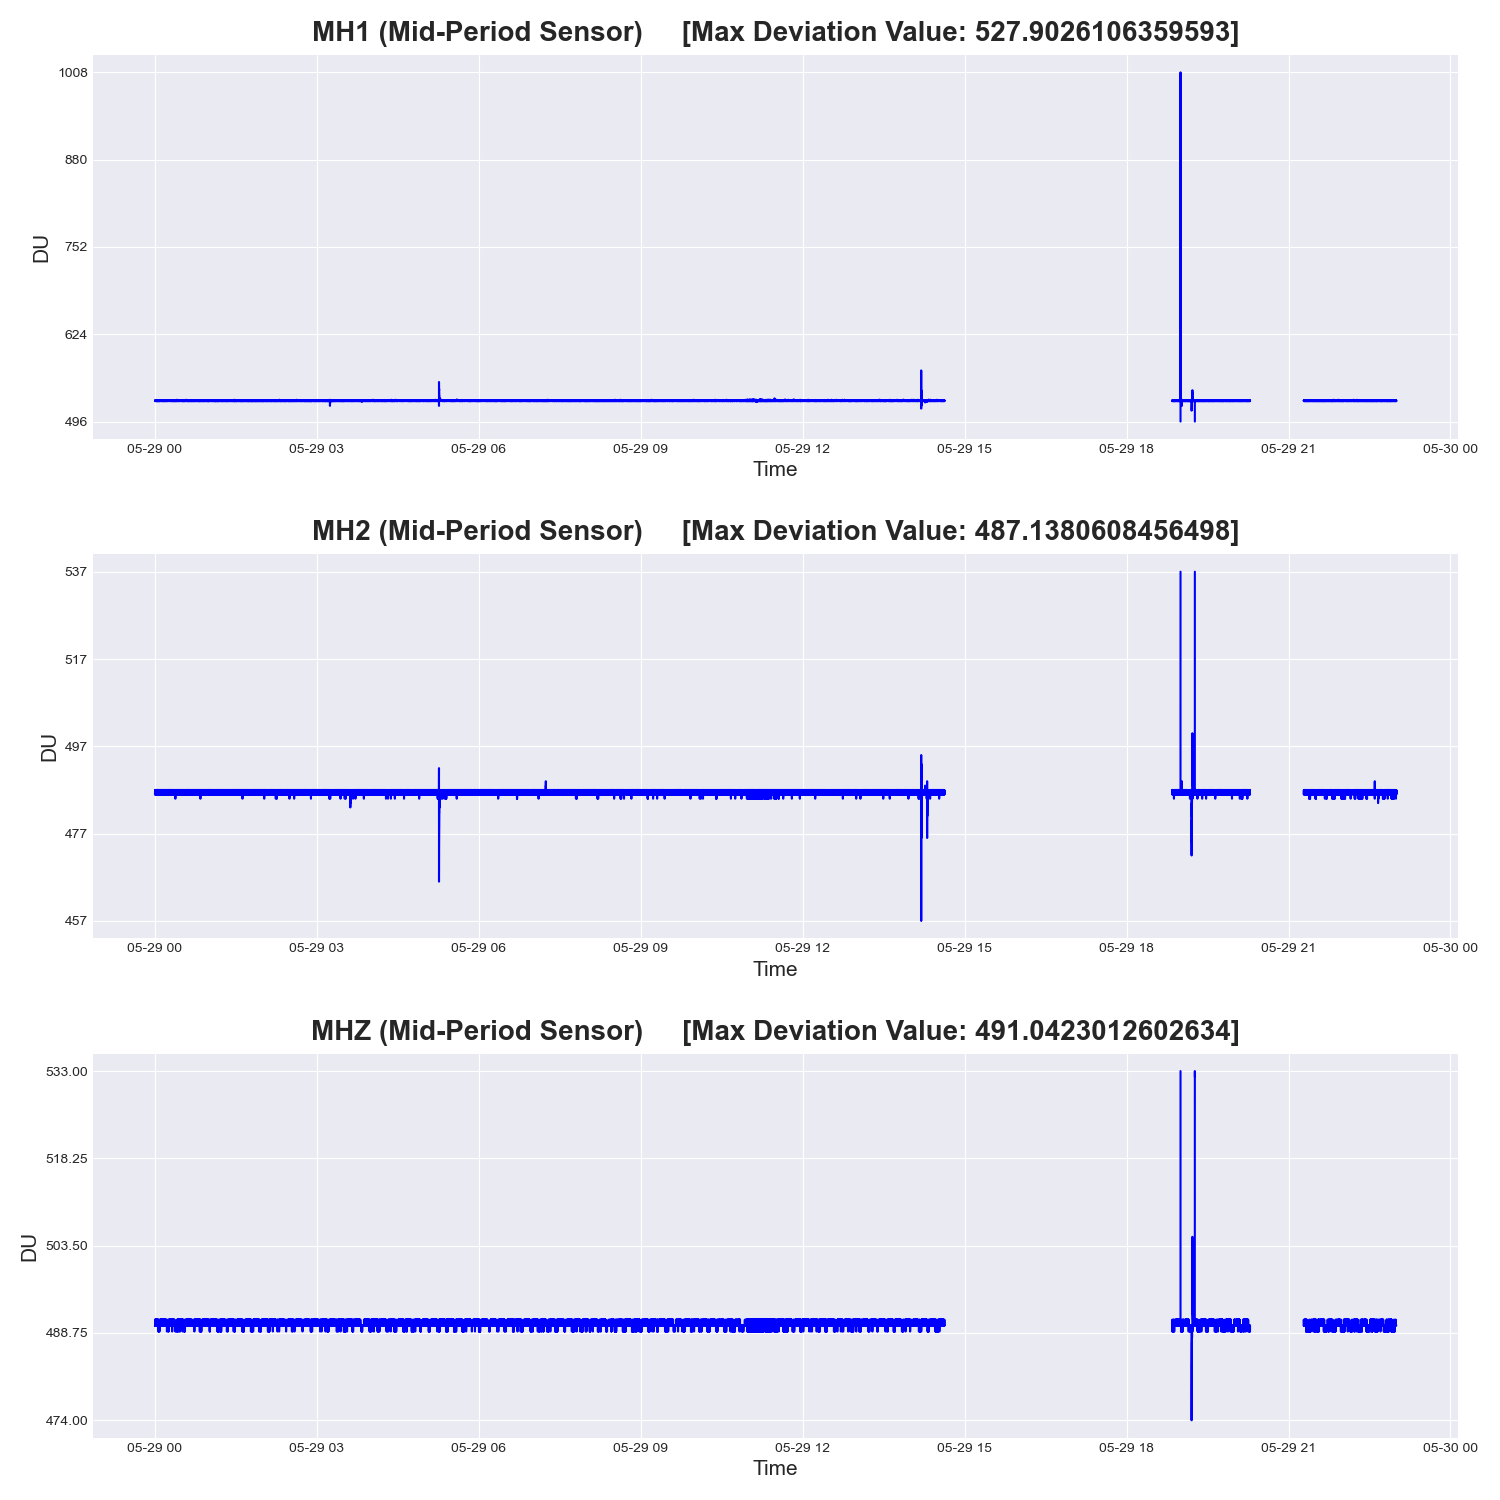 MH1 (Mid-Period Sensor) [Max Deviation Value: 527.9026106359593]
1008
880
752
624
496
DU
05-29 00 05-29 03 05-29 06 05-29 09 05-29 12 05-29 15 05-29 18 05-29 21 05-30 00
Time
MH2 (Mid-Period Sensor) [Max Deviation Value: 487.1380608456498]
537
517
497
477
457
DU
05-29 00 05-29 03 05-29 06 05-29 09 05-29 12 05-29 15 05-29 18 05-29 21 05-30 00
Time
MHZ (Mid-Period Sensor) [Max Deviation Value: 491.0423012602634]
533.00
518.25
503.50
488.75
474.00
DU
05-29 00 05-29 03 05-29 06 05-29 09 05-29 12 05-29 15 05-29 18 05-29 21 05-30 00
Time